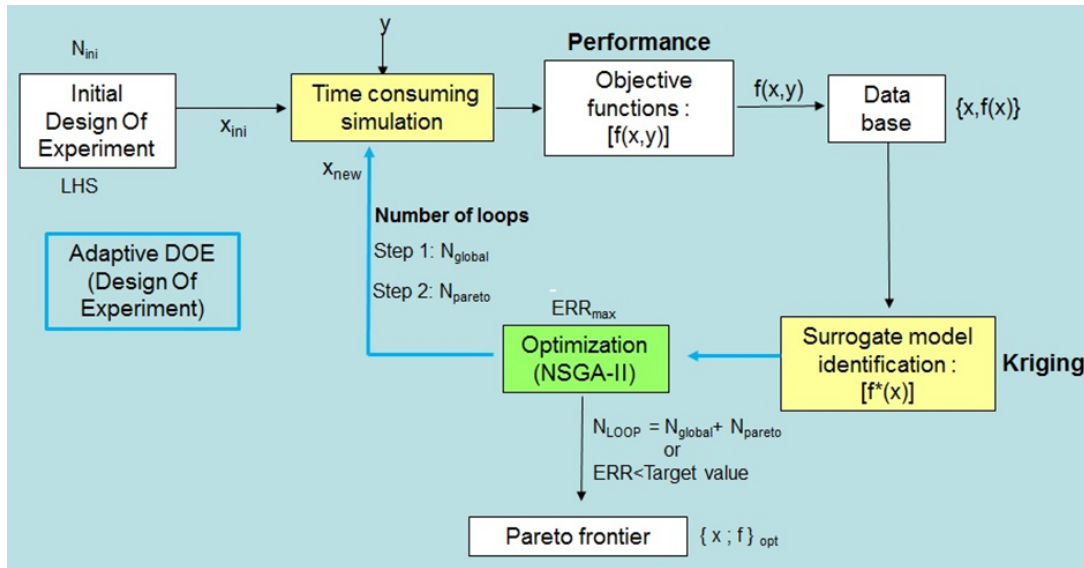 N_ini
Initial
Design Of
Experiment
LHS
x_ini
y
Time consuming
simulation
Performance
Objective
functions :
[f(x,y)]
f(x,y)
Data
base
{x,f(x)}
x_new
Number of loops
Step 1: N_global
Step 2: N_pareto
Adaptive DOE
(Design Of
Experiment)
ERR_max
Optimization
(NSGA-II)
Surrogate model
identification :
[f*(x)]
Kriging
N_LOOP = N_global+ N_pareto
or
ERR<Target value
Pareto frontier
{ x ; f } opt